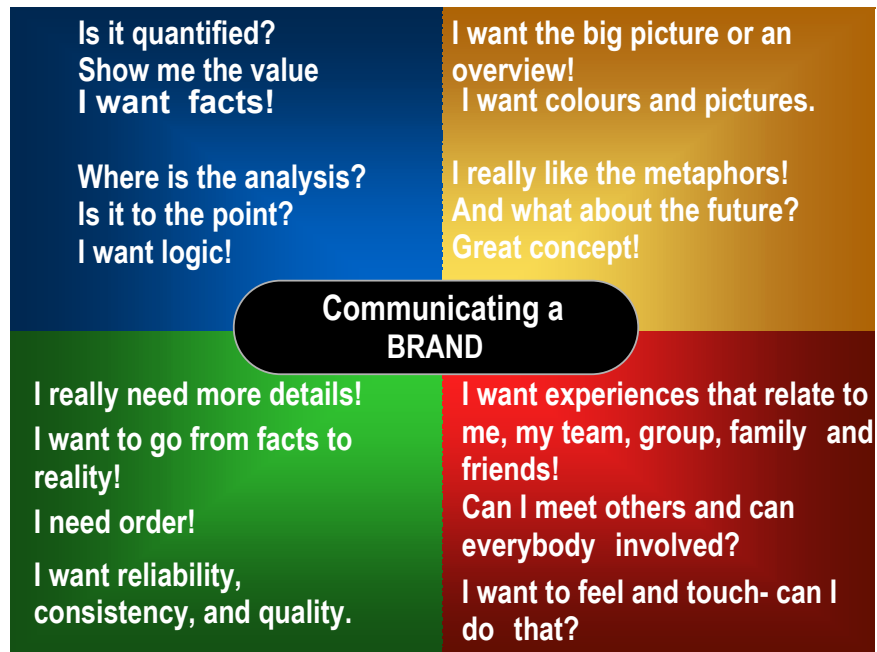 Is it quantified?
Show me the value
I want facts!
Where is the analysis?
Is it to the point?
I want logic!
I want the big picture or an
overview!
I want colours and pictures.
I really like the metaphors!
And what about the future?
Great concept!
Communicating a
BRAND
I really need more details!
I want to go from facts to
reality!
I need order!
I want reliability,
consistency, and quality.
I want experiences that relate to
me, my team, group, family and
friends!
Can I meet others and can
everybody involved?
I want to feel and touch- can I
do that?